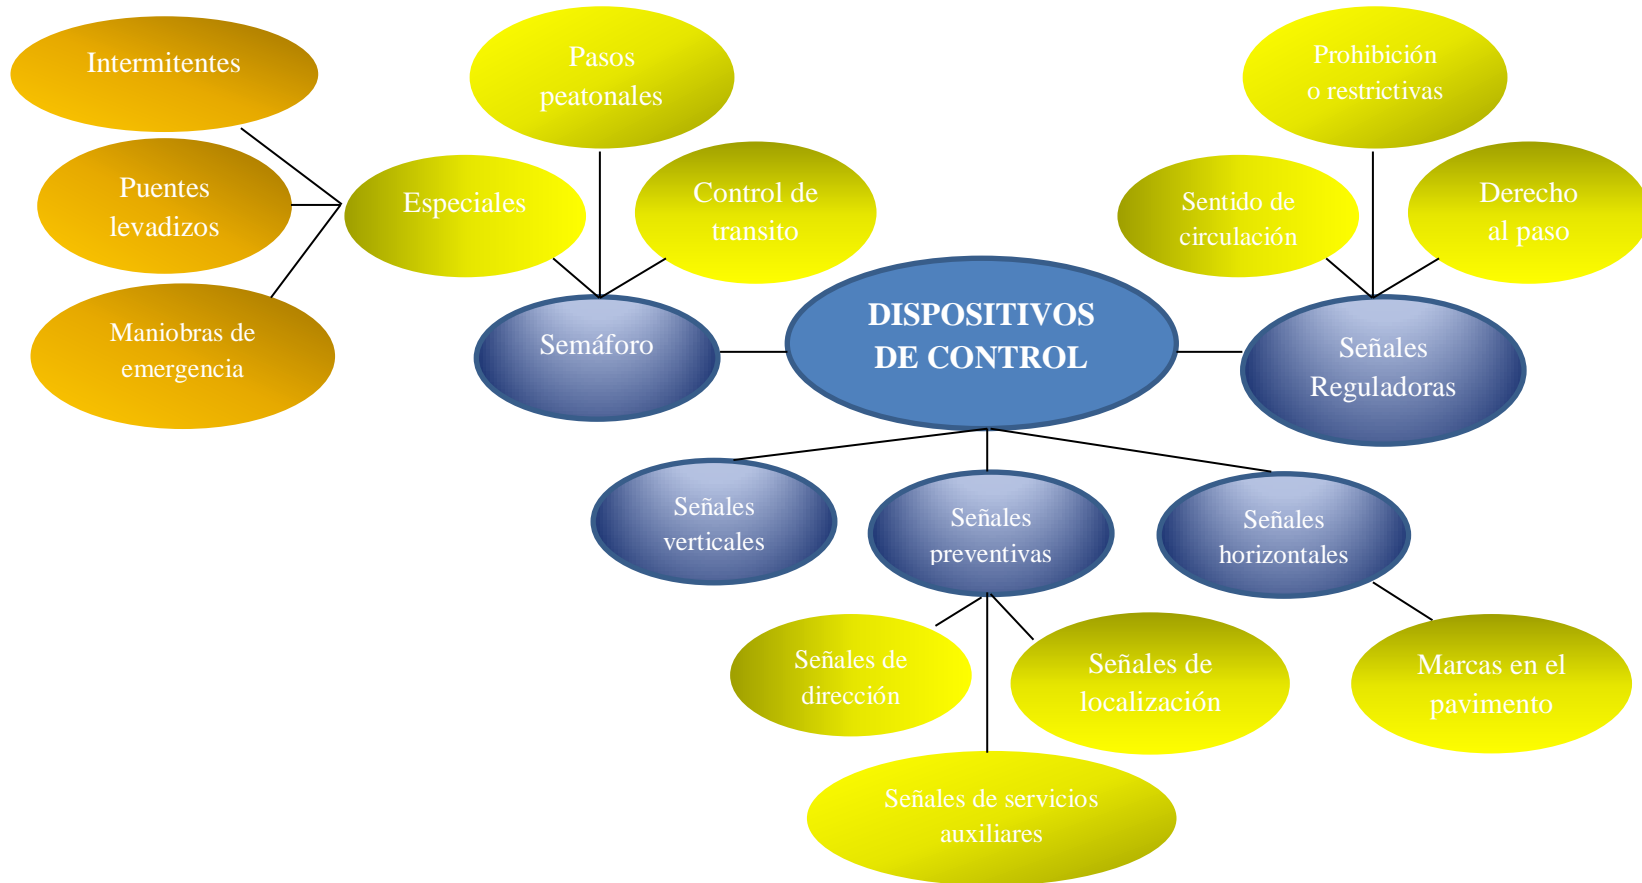 Intermitentes
Pasos
peatonales
Prohibición
o restrictivas
Puentes
levadizos
Especiales
Control de
transito
Sentido de
circulación
Derecho
al paso
Maniobras de
emergencia
Semáforo
DISPOSITIVOS
DE CONTROL
Señales
Reguladoras
Señales
verticales
Señales
preventivas
Señales
horizontales
Señales de
dirección
Señales de
localización
Marcas en el
pavimento
Señales de servicios
auxiliares